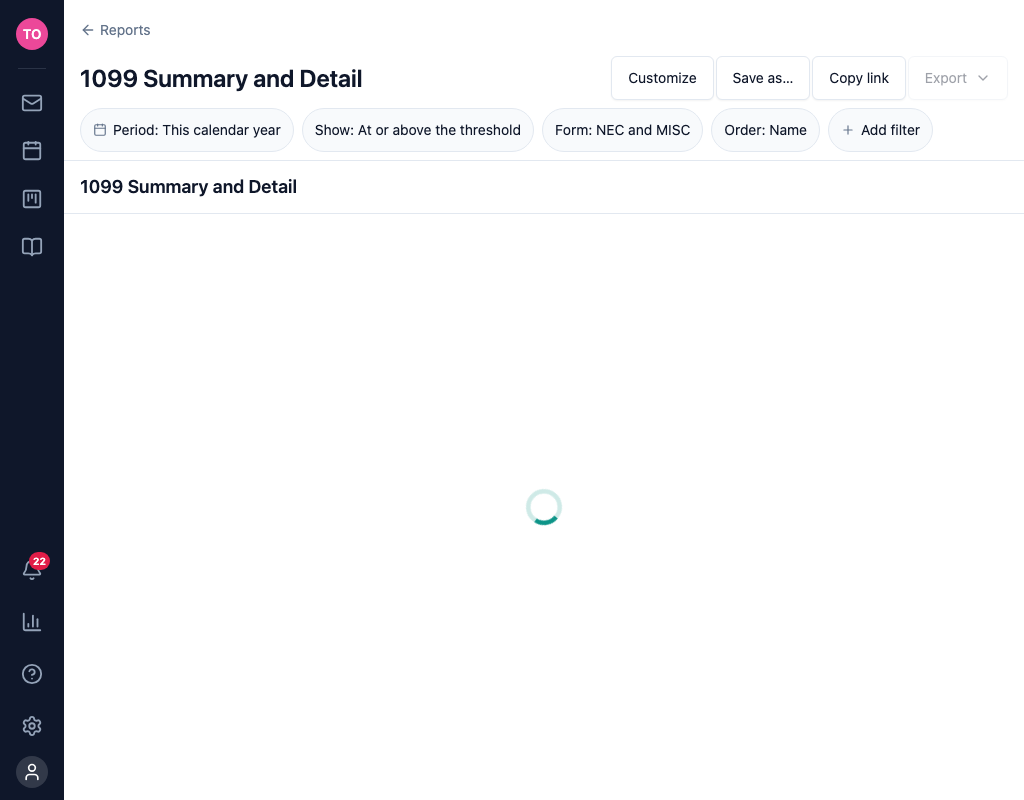 TO
Reports
1099 Summary and Detail
Customize
Save as...
Copy link
Export
Period: This calendar year
Show: At or above the threshold
Form: NEC and MISC
Order: Name
Add filter
1099 Summary and Detail
22